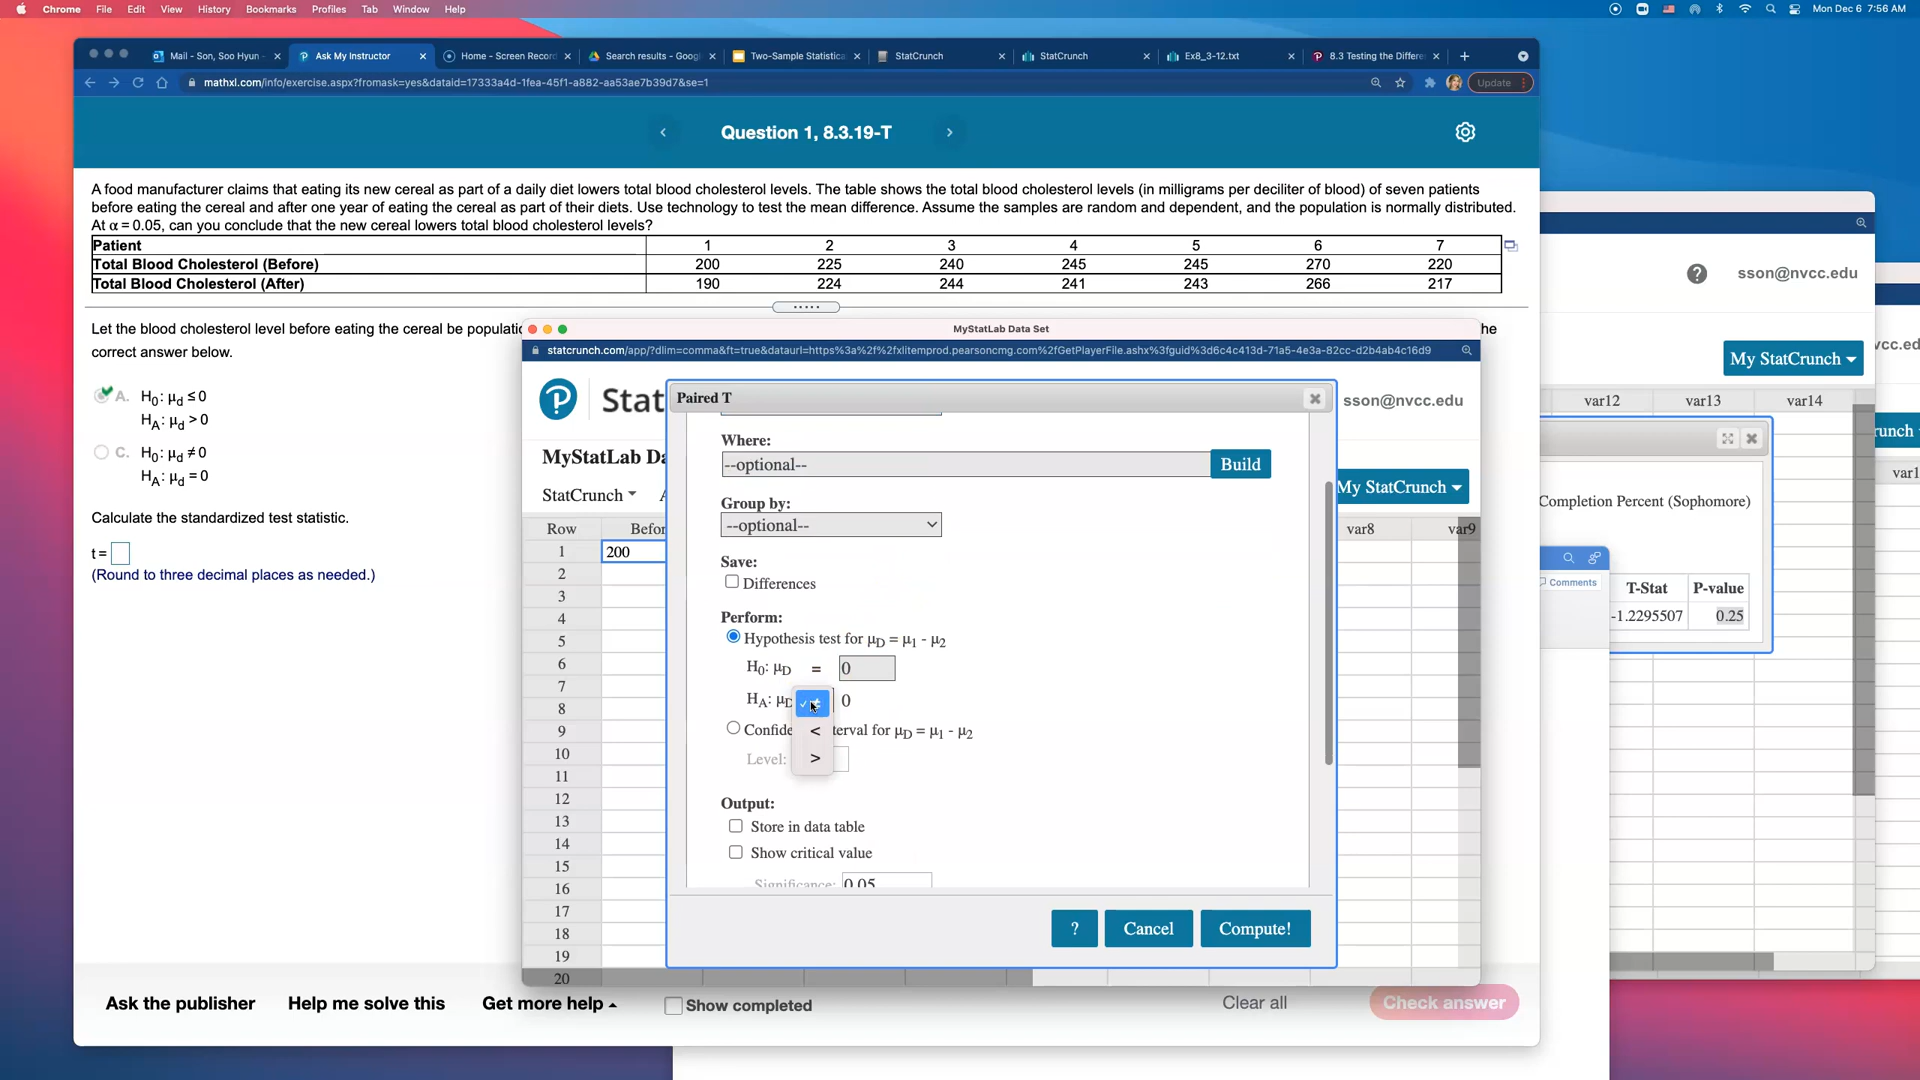 Chrome File Edit View History Bookmarks Profiles Tab Window Help Mon Dec 6 7:56 AM
Mail - Son, Soo Hyun - Ask My Instructor Home - Screen Record Search results - Goog Two-Sample Statistica StatCrunch StatCrunch Ex8_3-12.txt 8.3 Testing the Differe
mathxl.com/info/exercise.aspx?fromask=yes&dataid=17333a4d-1fea-45f1-a882-aa53ae7b39d7&se=1 Update
Question 1, 8.3.19-T
A food manufacturer claims that eating its new cereal as part of a daily diet lowers total blood cholesterol levels. The table shows the total blood cholesterol levels (in milligrams per deciliter of blood) of seven patients
before eating the cereal and after one year of eating the cereal as part of their diets. Use technology to test the mean difference. Assume the samples are random and dependent, and the population is normally distributed.
At α = 0.05, can you conclude that the new cereal lowers total blood cholesterol levels?
Patient 1 2 3 4 5 6 7
Total Blood Cholesterol (Before) 200 225 240 245 245 270 220
Total Blood Cholesterol (After) 190 224 244 241 243 266 217
Let the blood cholesterol level before eating the cereal be populatio he
correct answer below.
A. H0: μd ≤ 0
HA: μd > 0
C. H0: μd ≠ 0
HA: μd = 0
Calculate the standardized test statistic.
t =
(Round to three decimal places as needed.)
MyStatLab Data Set
statcrunch.com/app/?dlim=comma&ft=true&dataurl=https%3a%2f%2fxlitemprod.pearsoncmg.com%2fGetPlayerFile.ashx%3fguid%3d6c4c413d-71a5-4e3a-82cc-d2b4ab4c16d9
P Stat sson@nvcc.edu
MyStatLab Da
StatCrunch A My StatCrunch
Row Befor var8 var9
1 200
2
3
4
5
6
7
8
9
10
11
12
13
14
15
16
17
18
19
20
Paired T
Where:
--optional-- Build
Group by:
--optional--
Save:
Differences
Perform:
Hypothesis test for μD = μ1 - μ2
H0: μD = 0
HA: μD 0
<
>
Confide terval for μD = μ1 - μ2
Level:
Output:
Store in data table
Show critical value
Significance: 0.05
? Cancel Compute!
? sson@nvcc.edu
vcc.ed
My StatCrunch
var12 var13 var14
runch
var1
Completion Percent (Sophomore)
Comments
T-Stat P-value
-1.2295507 0.25
Ask the publisher Help me solve this Get more help Show completed Clear all Check answer